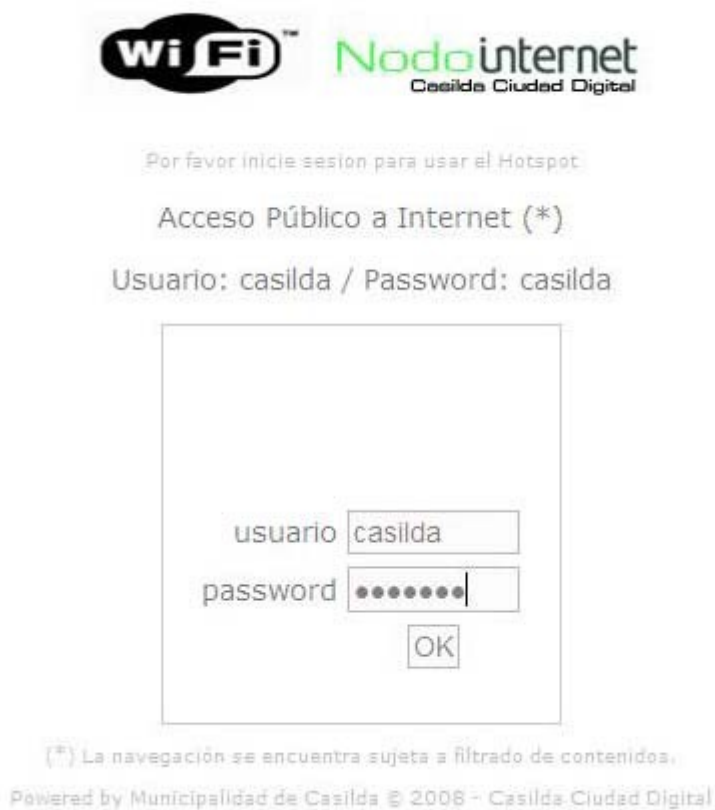 Wi Fi™ Nodointernet
Casilda Ciudad Digital
Por favor inicie sesion para usar el Hotspot
Acceso Público a Internet (*)
Usuario: casilda / Password: casilda
usuario casilda
password •••••••
OK
(*) La navegación se encuentra sujeta a filtrado de contenidos.
Powered by Municipalidad de Casilda © 2008 - Casilda Ciudad Digital